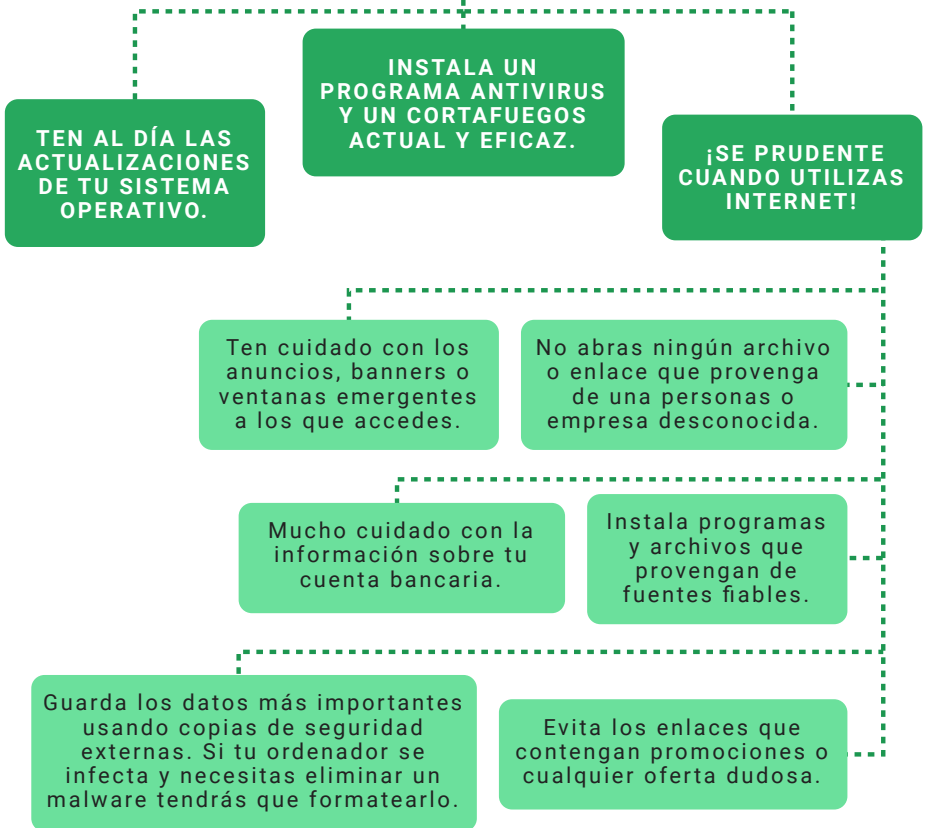 TEN AL DÍA LAS
ACTUALIZACIONES
DE TU SISTEMA
OPERATIVO.
INSTALA UN
PROGRAMA ANTIVIRUS
Y UN CORTAFUEGOS
ACTUAL Y EFICAZ.
¡SE PRUDENTE
CUANDO UTILIZAS
INTERNET!
Ten cuidado con los
anuncios, banners o
ventanas emergentes
a los que accedes.
No abras ningún archivo
o enlace que provenga
de una personas o
empresa desconocida.
Mucho cuidado con la
información sobre tu
cuenta bancaria.
Instala programas
y archivos que
provengan de
fuentes fiables.
Guarda los datos más importantes
usando copias de seguridad
externas. Si tu ordenador se
infecta y necesitas eliminar un
malware tendrás que formatearlo.
Evita los enlaces que
contengan promociones o
cualquier oferta dudosa.